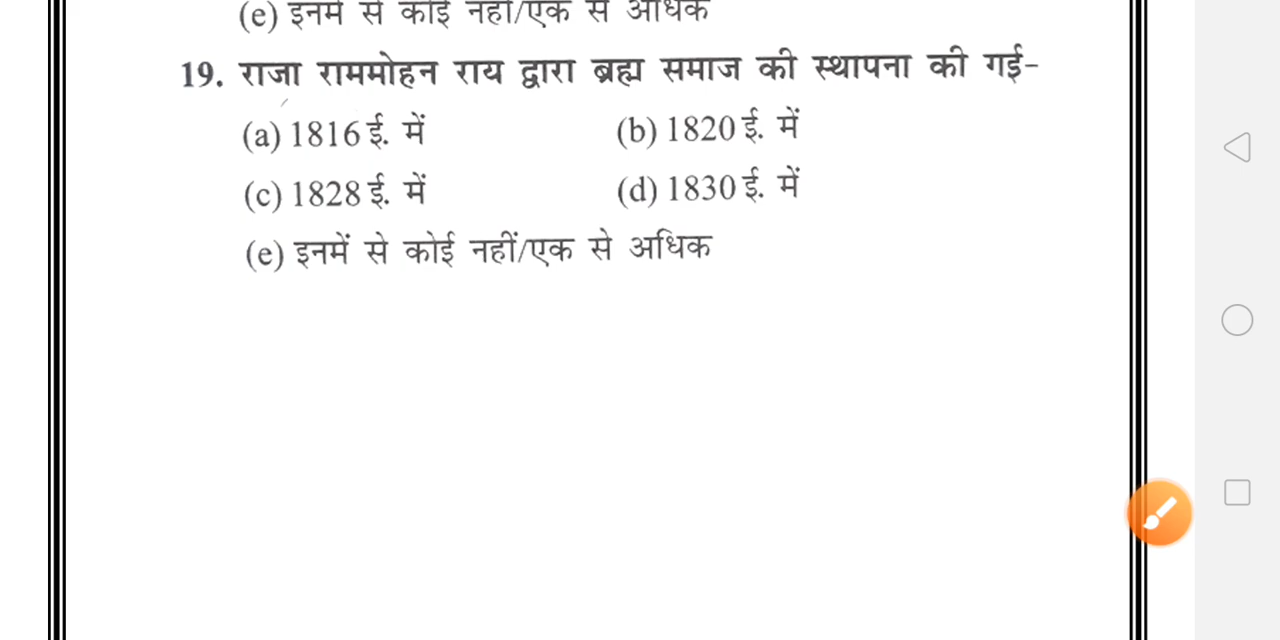 (e) इनमें से कोई नहीं/एक से अधिक
19. राजा राममोहन राय द्वारा ब्रह्म समाज की स्थापना की गई-
(a) 1816 ई. में (b) 1820 ई. में
(c) 1828 ई. में (d) 1830 ई. में
(e) इनमें से कोई नहीं/एक से अधिक